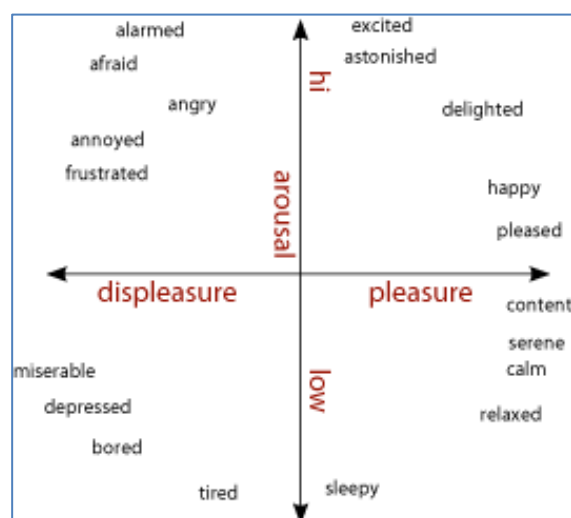 alarmed
excited
afraid
astonished
hi
angry
delighted
annoyed
frustrated
arousal
happy
pleased
displeasure
pleasure
content
serene
miserable
low
calm
depressed
relaxed
bored
tired
sleepy